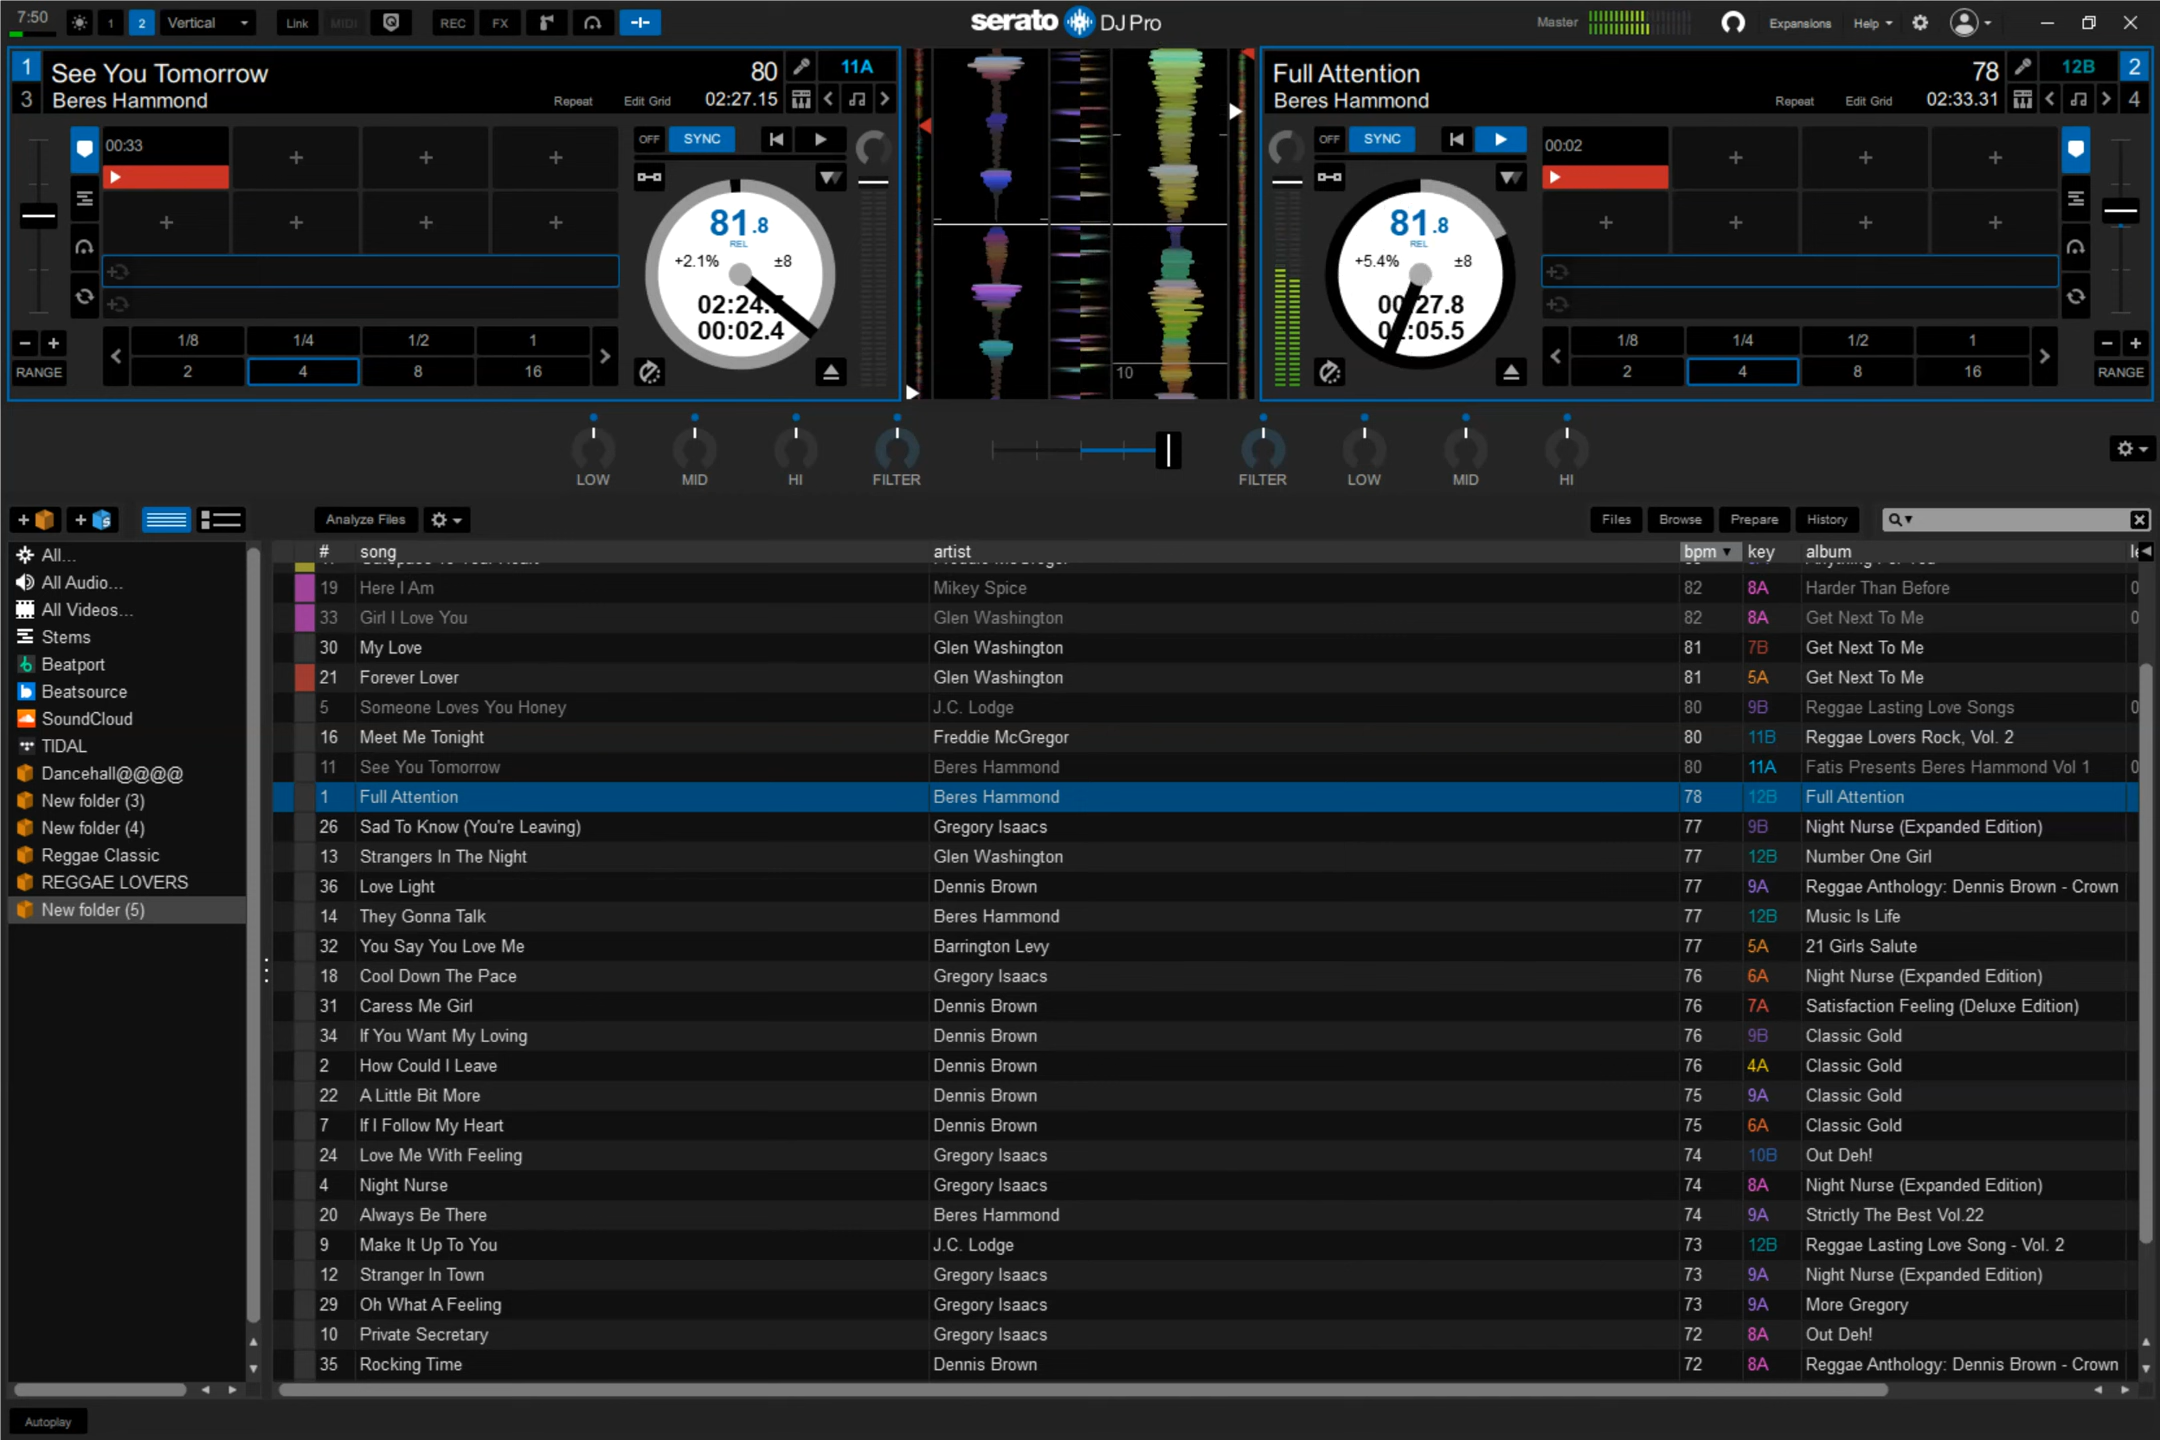 7:50 1 2 Vertical Link MIDI REC FX serato DJ Pro Master Expansions Help
1 See You Tomorrow 80 11A
3 Beres Hammond Repeat Edit Grid 02:27.15
00:33 OFF SYNC
81.8
REL
+2.1% ±8
00:02.4
1/8 1/4 1/2 1
2 4 8 16
RANGE
10
Full Attention 78 12B 2
Beres Hammond Repeat Edit Grid 02:33.31 4
OFF SYNC 00:02
81.8
REL
+5.4% ±8
1/8 1/4 1/2 1
2 4 8 16
RANGE
LOW MID HI FILTER FILTER LOW MID HI
Analyze Files Files Browse Prepare History
All...
All Audio...
All Videos...
Stems
Beatport
Beatsource
SoundCloud
TIDAL
Dancehall@@@@
New folder (3)
New folder (4)
Reggae Classic
REGGAE LOVERS
New folder (5)
# song artist bpm key album
19 Here I Am Mikey Spice 82 8A Harder Than Before 0
33 Girl I Love You Glen Washington 82 8A Get Next To Me 0
30 My Love Glen Washington 81 7B Get Next To Me
21 Forever Lover Glen Washington 81 5A Get Next To Me
5 Someone Loves You Honey J.C. Lodge 80 9B Reggae Lasting Love Songs 0
16 Meet Me Tonight Freddie McGregor 80 11B Reggae Lovers Rock, Vol. 2
11 See You Tomorrow Beres Hammond 80 11A Fatis Presents Beres Hammond Vol 1 0
1 Full Attention Beres Hammond 78 12B Full Attention
26 Sad To Know (You're Leaving) Gregory Isaacs 77 9B Night Nurse (Expanded Edition)
13 Strangers In The Night Glen Washington 77 12B Number One Girl
36 Love Light Dennis Brown 77 9A Reggae Anthology: Dennis Brown - Crown
14 They Gonna Talk Beres Hammond 77 12B Music Is Life
32 You Say You Love Me Barrington Levy 77 5A 21 Girls Salute
18 Cool Down The Pace Gregory Isaacs 76 6A Night Nurse (Expanded Edition)
31 Caress Me Girl Dennis Brown 76 7A Satisfaction Feeling (Deluxe Edition)
34 If You Want My Loving Dennis Brown 76 9B Classic Gold
2 How Could I Leave Dennis Brown 76 4A Classic Gold
22 A Little Bit More Dennis Brown 75 9A Classic Gold
7 If I Follow My Heart Dennis Brown 75 6A Classic Gold
24 Love Me With Feeling Gregory Isaacs 74 10B Out Deh!
4 Night Nurse Gregory Isaacs 74 8A Night Nurse (Expanded Edition)
20 Always Be There Beres Hammond 74 9A Strictly The Best Vol.22
9 Make It Up To You J.C. Lodge 73 12B Reggae Lasting Love Song - Vol. 2
12 Stranger In Town Gregory Isaacs 73 9A Night Nurse (Expanded Edition)
29 Oh What A Feeling Gregory Isaacs 73 9A More Gregory
10 Private Secretary Gregory Isaacs 72 8A Out Deh!
35 Rocking Time Dennis Brown 72 8A Reggae Anthology: Dennis Brown - Crown
Autoplay